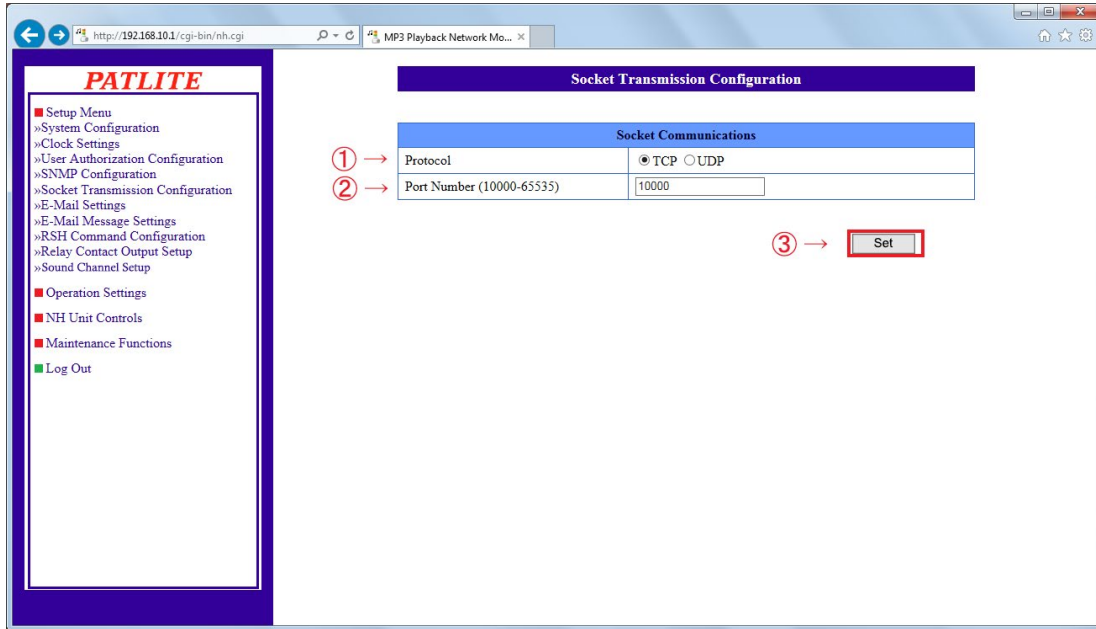 http://192.168.10.1/cgi-bin/nh.cgi
MP3 Playback Network Mo...
PATLITE
Setup Menu
»System Configuration
»Clock Settings
»User Authorization Configuration
»SNMP Configuration
»Socket Transmission Configuration
»E-Mail Settings
»E-Mail Message Settings
»RSH Command Configuration
»Relay Contact Output Setup
»Sound Channel Setup
Operation Settings
NH Unit Controls
Maintenance Functions
Log Out
Socket Transmission Configuration
Socket Communications
① → Protocol TCP UDP
② → Port Number (10000-65535) 10000
③ → Set